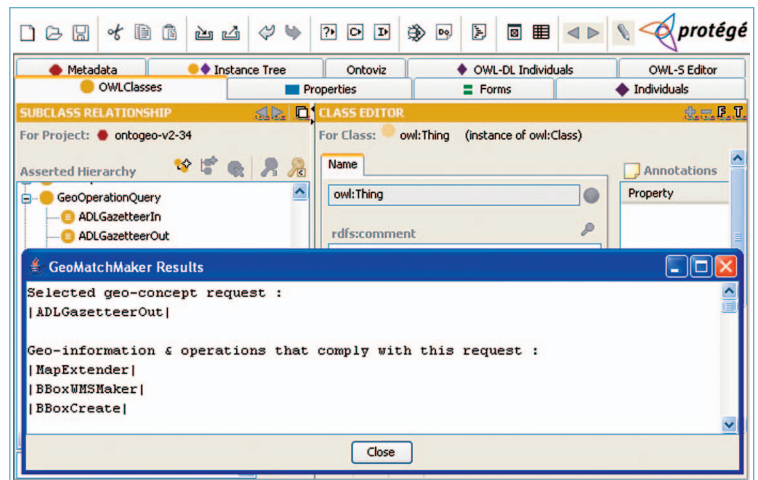 protégé
Metadata
Instance Tree
Ontoviz
OWL-DL Individuals
OWL-S Editor
OWLClasses
Properties
Forms
Individuals
SUBCLASS RELATIONSHIP
CLASS EDITOR
For Project: ontogeo-v2-34
For Class: owl:Thing (instance of owl:Class)
Asserted Hierarchy
Name
Annotations
GeoOperationQuery
owl:Thing
Property
ADLGazetteerIn
ADLGazetteerOut
rdfs:comment
GeoMatchMaker Results
Selected geo-concept request :
|ADLGazetteerOut|
Geo-information & operations that comply with this request :
|MapExtender|
|BBoxWMSMaker|
|BBoxCreate|
Close